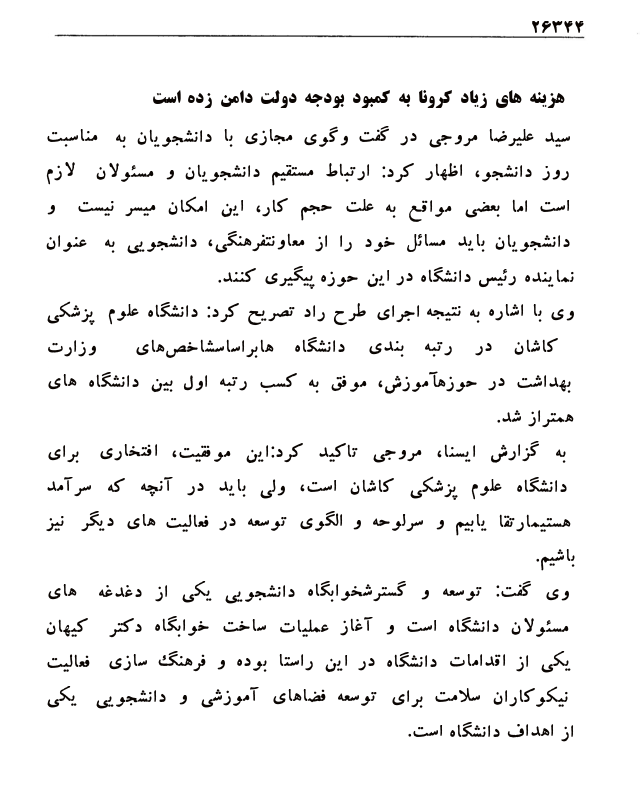 ۲۶۳۴۴
هزینه های زیاد کرونا به کمبود بودجه دولت دامن زده است
سید علیرضا مروجی در گفت وگوی مجازی با دانشجویان به مناسبت
روز دانشجو، اظهار کرد: ارتباط مستقیم دانشجویان و مسئولان لازم
است اما بعضی مواقع به علت حجم کار، این امکان میسر نیست و
دانشجویان باید مسائل خود را از معاونتفرهنگی، دانشجویی به عنوان
نماینده رئیس دانشگاه در این حوزه پیگیری کنند.
وی با اشاره به نتیجه اجرای طرح راد تصریح کرد: دانشگاه علوم پزشکی
کاشان در رتبه بندی دانشگاه هابراساسشاخص‌های وزارت
بهداشت در حوزهآموزش، موفق به کسب رتبه اول بین دانشگاه های
همتراز شد.
به گزارش ایسنا، مروجی تاکید کرد:این موفقیت، افتخاری برای
دانشگاه علوم پزشکی کاشان است، ولی باید در آنچه که سرآمد
هستیمارتقا یابیم و سرلوحه و الگوی توسعه در فعالیت های دیگر نیز
باشیم.
وی گفت: توسعه و گسترشخوابگاه دانشجویی یکی از دغدغه های
مسئولان دانشگاه است و آغاز عملیات ساخت خوابگاه دکتر کیهان
یکی از اقدامات دانشگاه در این راستا بوده و فرهنگ سازی فعالیت
نیکوکاران سلامت برای توسعه فضاهای آموزشی و دانشجویی یکی
از اهداف دانشگاه است.